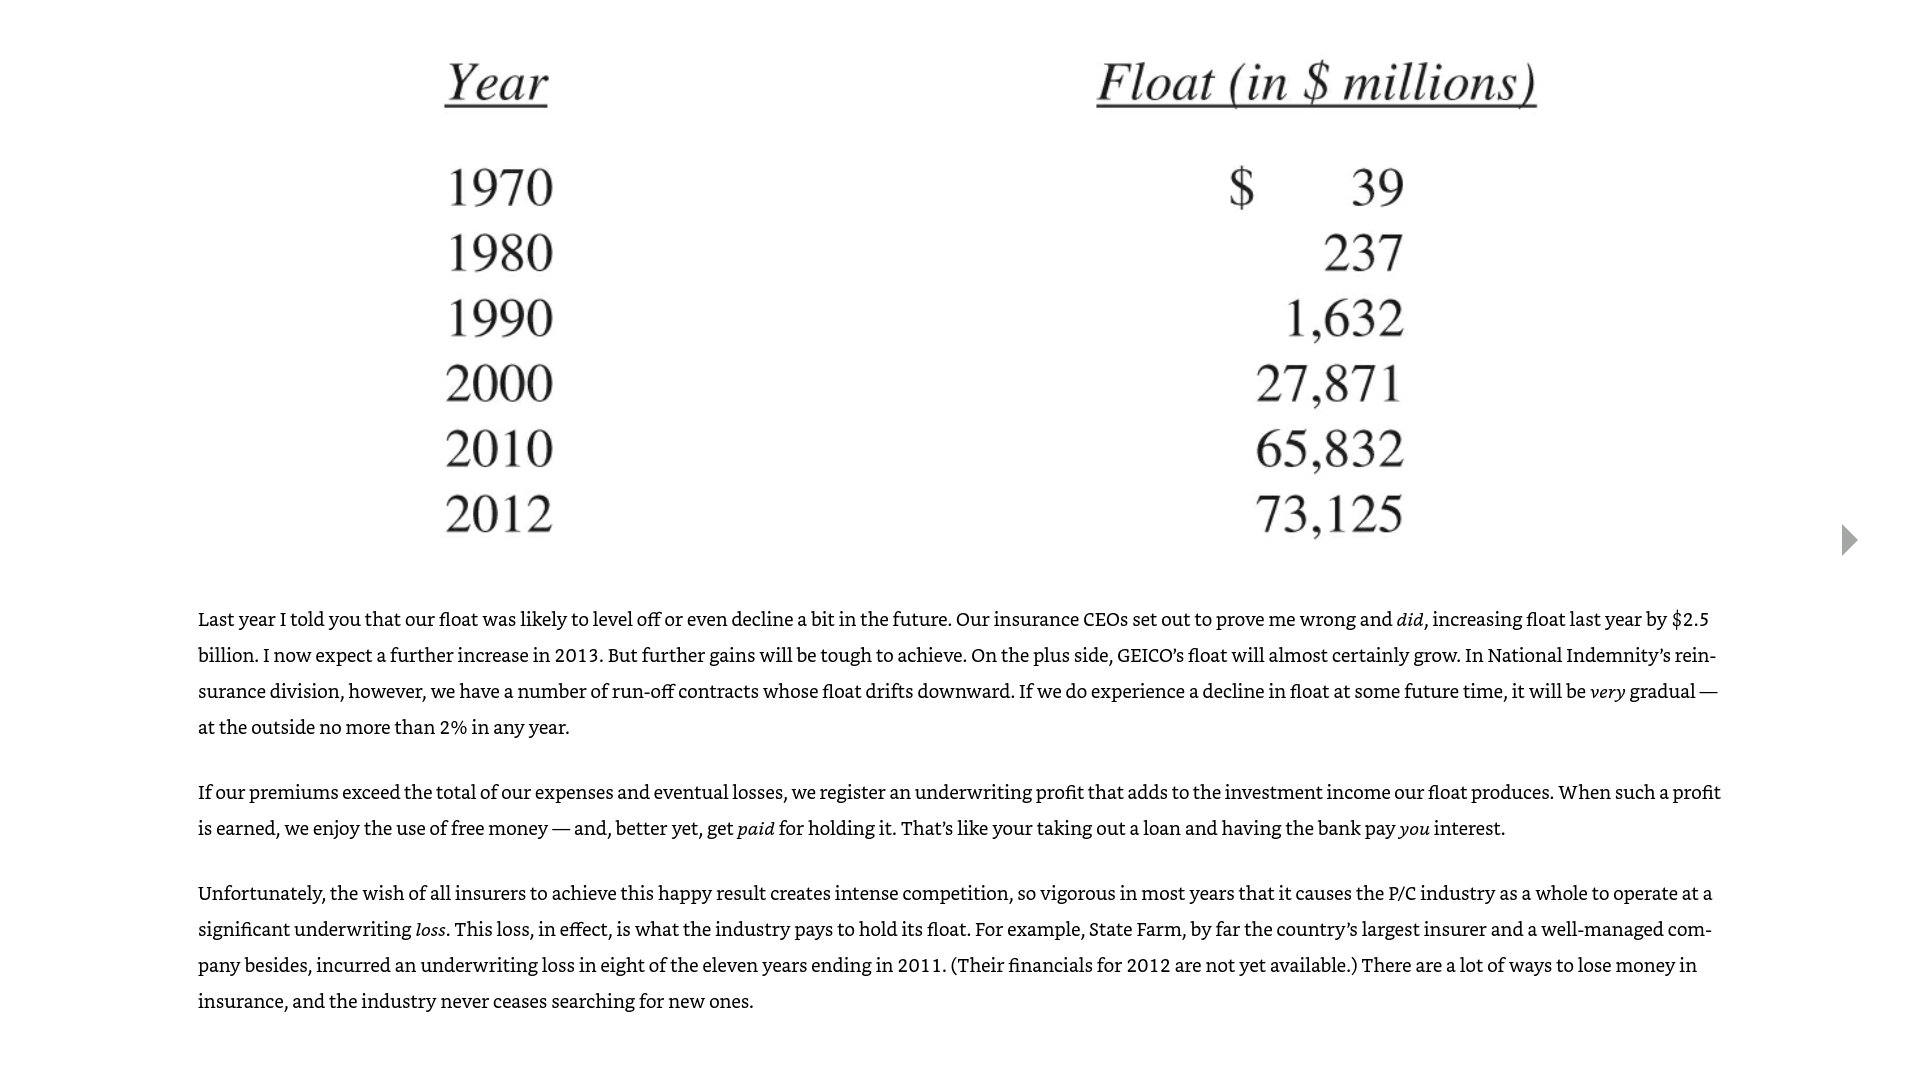 Year Float (in $ millions)
1970 $ 39
1980 237
1990 1,632
2000 27,871
2010 65,832
2012 73,125
Last year I told you that our float was likely to level off or even decline a bit in the future. Our insurance CEOs set out to prove me wrong and did, increasing float last year by $2.5
billion. I now expect a further increase in 2013. But further gains will be tough to achieve. On the plus side, GEICO’s float will almost certainly grow. In National Indemnity’s rein-
surance division, however, we have a number of run-off contracts whose float drifts downward. If we do experience a decline in float at some future time, it will be very gradual —
at the outside no more than 2% in any year.
If our premiums exceed the total of our expenses and eventual losses, we register an underwriting profit that adds to the investment income our float produces. When such a profit
is earned, we enjoy the use of free money — and, better yet, get paid for holding it. That’s like your taking out a loan and having the bank pay you interest.
Unfortunately, the wish of all insurers to achieve this happy result creates intense competition, so vigorous in most years that it causes the P/C industry as a whole to operate at a
significant underwriting loss. This loss, in effect, is what the industry pays to hold its float. For example, State Farm, by far the country’s largest insurer and a well-managed com-
pany besides, incurred an underwriting loss in eight of the eleven years ending in 2011. (Their financials for 2012 are not yet available.) There are a lot of ways to lose money in
insurance, and the industry never ceases searching for new ones.